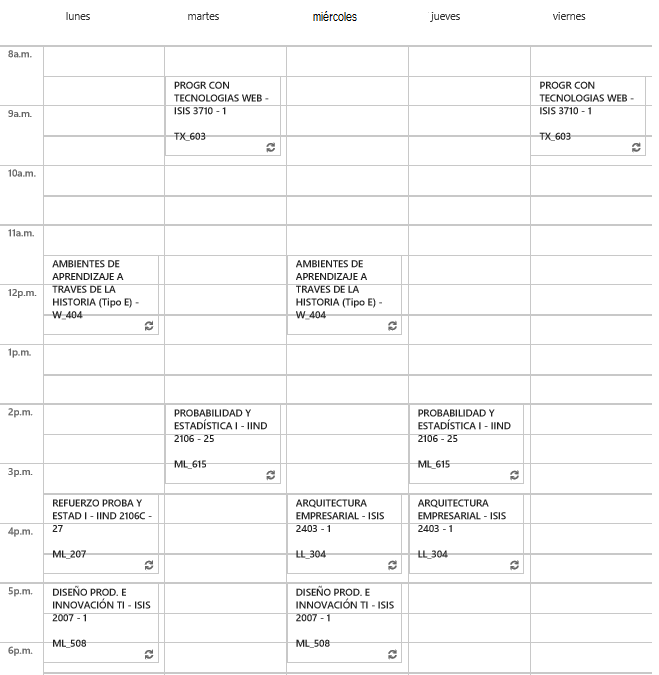 lunes martes miércoles jueves viernes
8a.m.
PROGR CON
TECNOLOGIAS WEB -
ISIS 3710 - 1
TX_603
PROGR CON
TECNOLOGIAS WEB -
ISIS 3710 - 1
TX_603
9a.m.
10a.m.
11a.m.
AMBIENTES DE
APRENDIZAJE A
TRAVES DE LA
HISTORIA (Tipo E) -
W_404
AMBIENTES DE
APRENDIZAJE A
TRAVES DE LA
HISTORIA (Tipo E) -
W_404
12p.m.
1p.m.
2p.m.
PROBABILIDAD Y
ESTADÍSTICA I - IIND
2106 - 25
ML_615
PROBABILIDAD Y
ESTADÍSTICA I - IIND
2106 - 25
ML_615
3p.m.
REFUERZO PROBA Y
ESTAD I - IIND 2106C -
27
ML_207
ARQUITECTURA
EMPRESARIAL - ISIS
2403 - 1
LL_304
ARQUITECTURA
EMPRESARIAL - ISIS
2403 - 1
LL_304
4p.m.
5p.m.
DISEÑO PROD. E
INNOVACIÓN TI - ISIS
2007 - 1
ML_508
DISEÑO PROD. E
INNOVACIÓN TI - ISIS
2007 - 1
ML_508
6p.m.